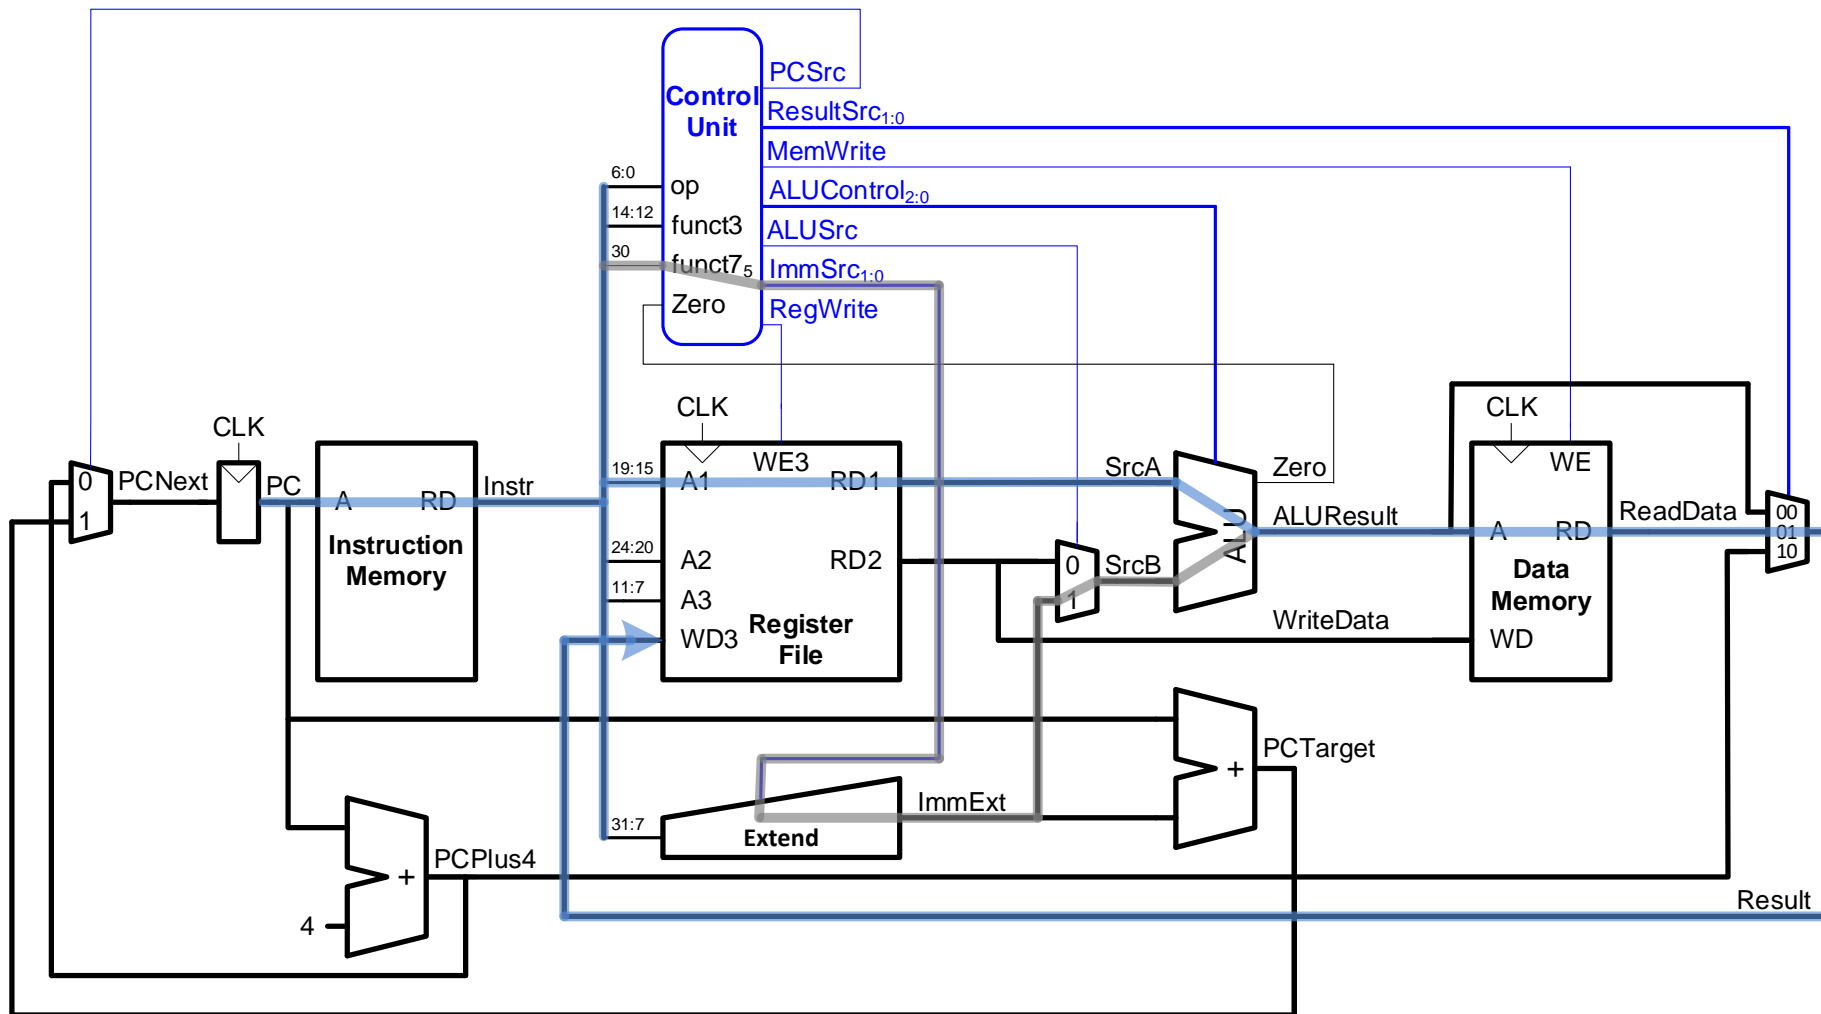 PCSrc
Control
Unit
ResultSrc1:0
MemWrite
6:0
op
ALUControl2:0
14:12
funct3
ALUSrc
30
funct75
ImmSrc1:0
Zero
RegWrite
CLK
CLK
CLK
0
PCNext
PC
A
RD
Instr
19:15
A1
WE3
RD1
SrcA
Zero
WE
1
Instruction
Memory
24:20
A2
RD2
0
SrcB
1
ALU
ALUResult
A
RD
ReadData
00
01
10
Data
Memory
11:7
A3
WD3
Register
File
WriteData
WD
PCTarget
+
31:7
Extend
ImmExt
PCPlus4
+
4
Result